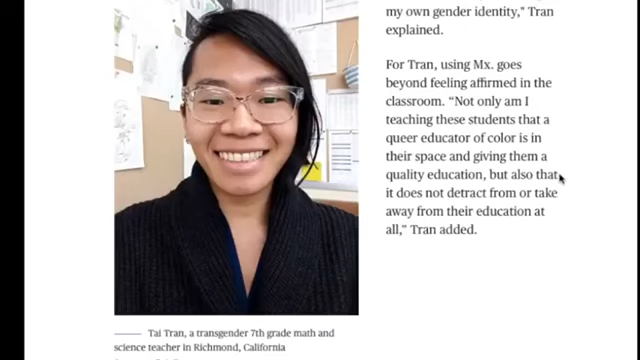 my own gender identity," Tran
explained.
For Tran, using Mx. goes
beyond feeling affirmed in the
classroom. “Not only am I
teaching these students that a
queer educator of color is in
their space and giving them a
quality education, but also that
it does not detract from or take
away from their education at
all,” Tran added.
Tai Tran, a transgender 7th grade math and
science teacher in Richmond, California